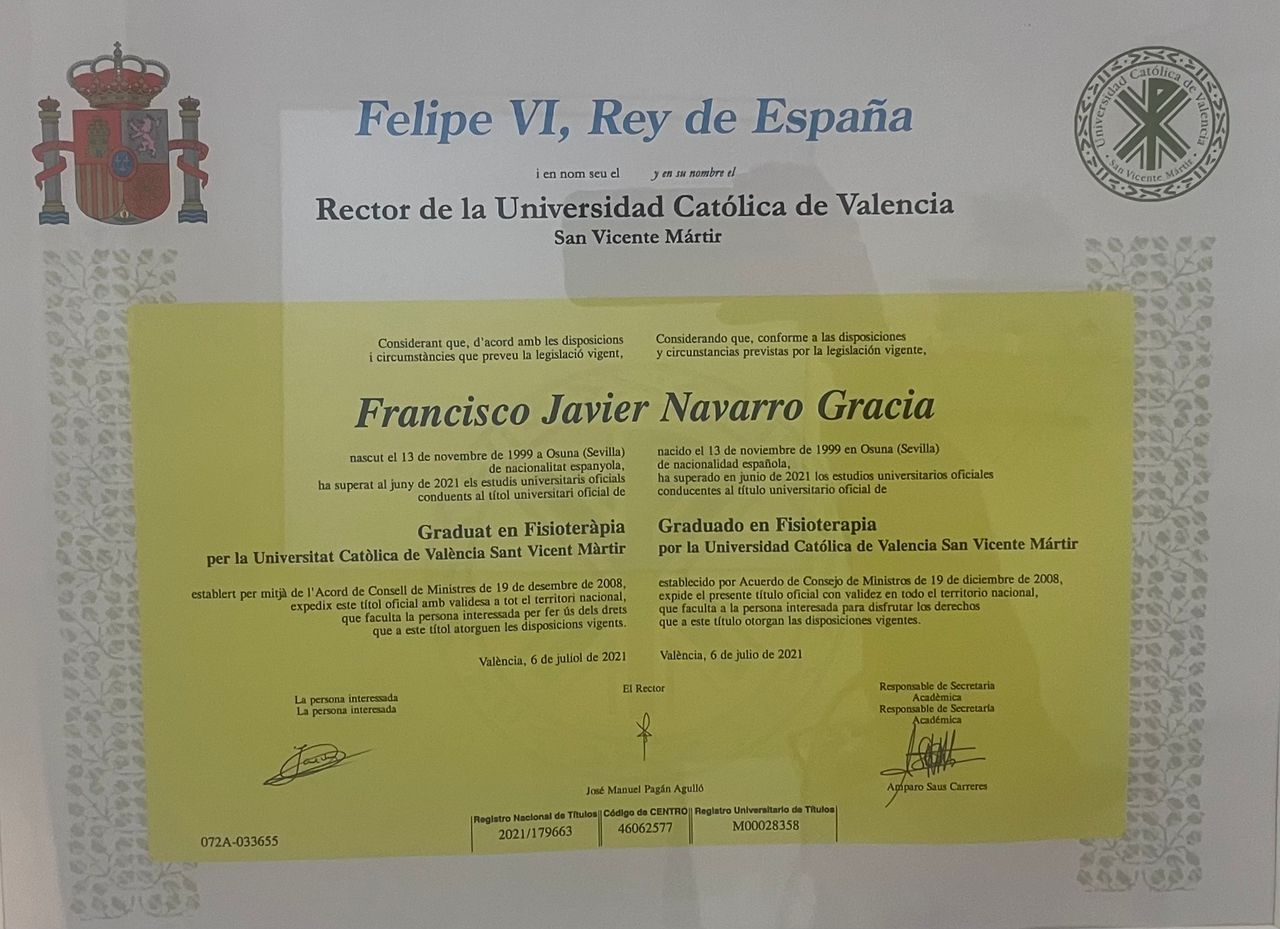 Felipe VI, Rey de España
Universidad Católica de Valencia
· San Vicente Mártir ·
i en nom seu el y en su nombre el
Rector de la Universidad Católica de Valencia
San Vicente Mártir
Considerant que, d'acord amb les disposicions
i circumstàncies que preveu la legislació vigent,
Considerando que, conforme a las disposiciones
y circunstancias previstas por la legislación vigente,
Francisco Javier Navarro Gracia
nascut el 13 de novembre de 1999 a Osuna (Sevilla)
de nacionalitat espanyola,
ha superat al juny de 2021 els estudis universitaris oficials
conduents al títol universitari oficial de
nacido el 13 de noviembre de 1999 en Osuna (Sevilla)
de nacionalidad española,
ha superado en junio de 2021 los estudios universitarios oficiales
conducentes al título universitario oficial de
Graduat en Fisioteràpia
per la Universitat Catòlica de València Sant Vicent Màrtir
Graduado en Fisioterapia
por la Universidad Católica de Valencia San Vicente Mártir
establert per mitjà de l'Acord de Consell de Ministres de 19 de desembre de 2008,
expedix este títol oficial amb validesa a tot el territori nacional,
que faculta la persona interessada per fer ús dels drets
que a este títol atorguen les disposicions vigents.
establecido por Acuerdo de Consejo de Ministros de 19 de diciembre de 2008,
expide el presente título oficial con validez en todo el territorio nacional,
que faculta a la persona interesada para disfrutar los derechos
que a este título otorgan las disposiciones vigentes.
València, 6 de juliol de 2021
València, 6 de julio de 2021
La persona interessada
La persona interesada
El Rector
Responsable de Secretaria
Acadèmica
Responsable de Secretaría
Académica
José Manuel Pagán Agulló
Amparo Saus Carreres
072A-033655
Registro Nacional de Títulos
2021/179663
Código de CENTRO
46062577
Registro Universitario de Títulos
M00028358